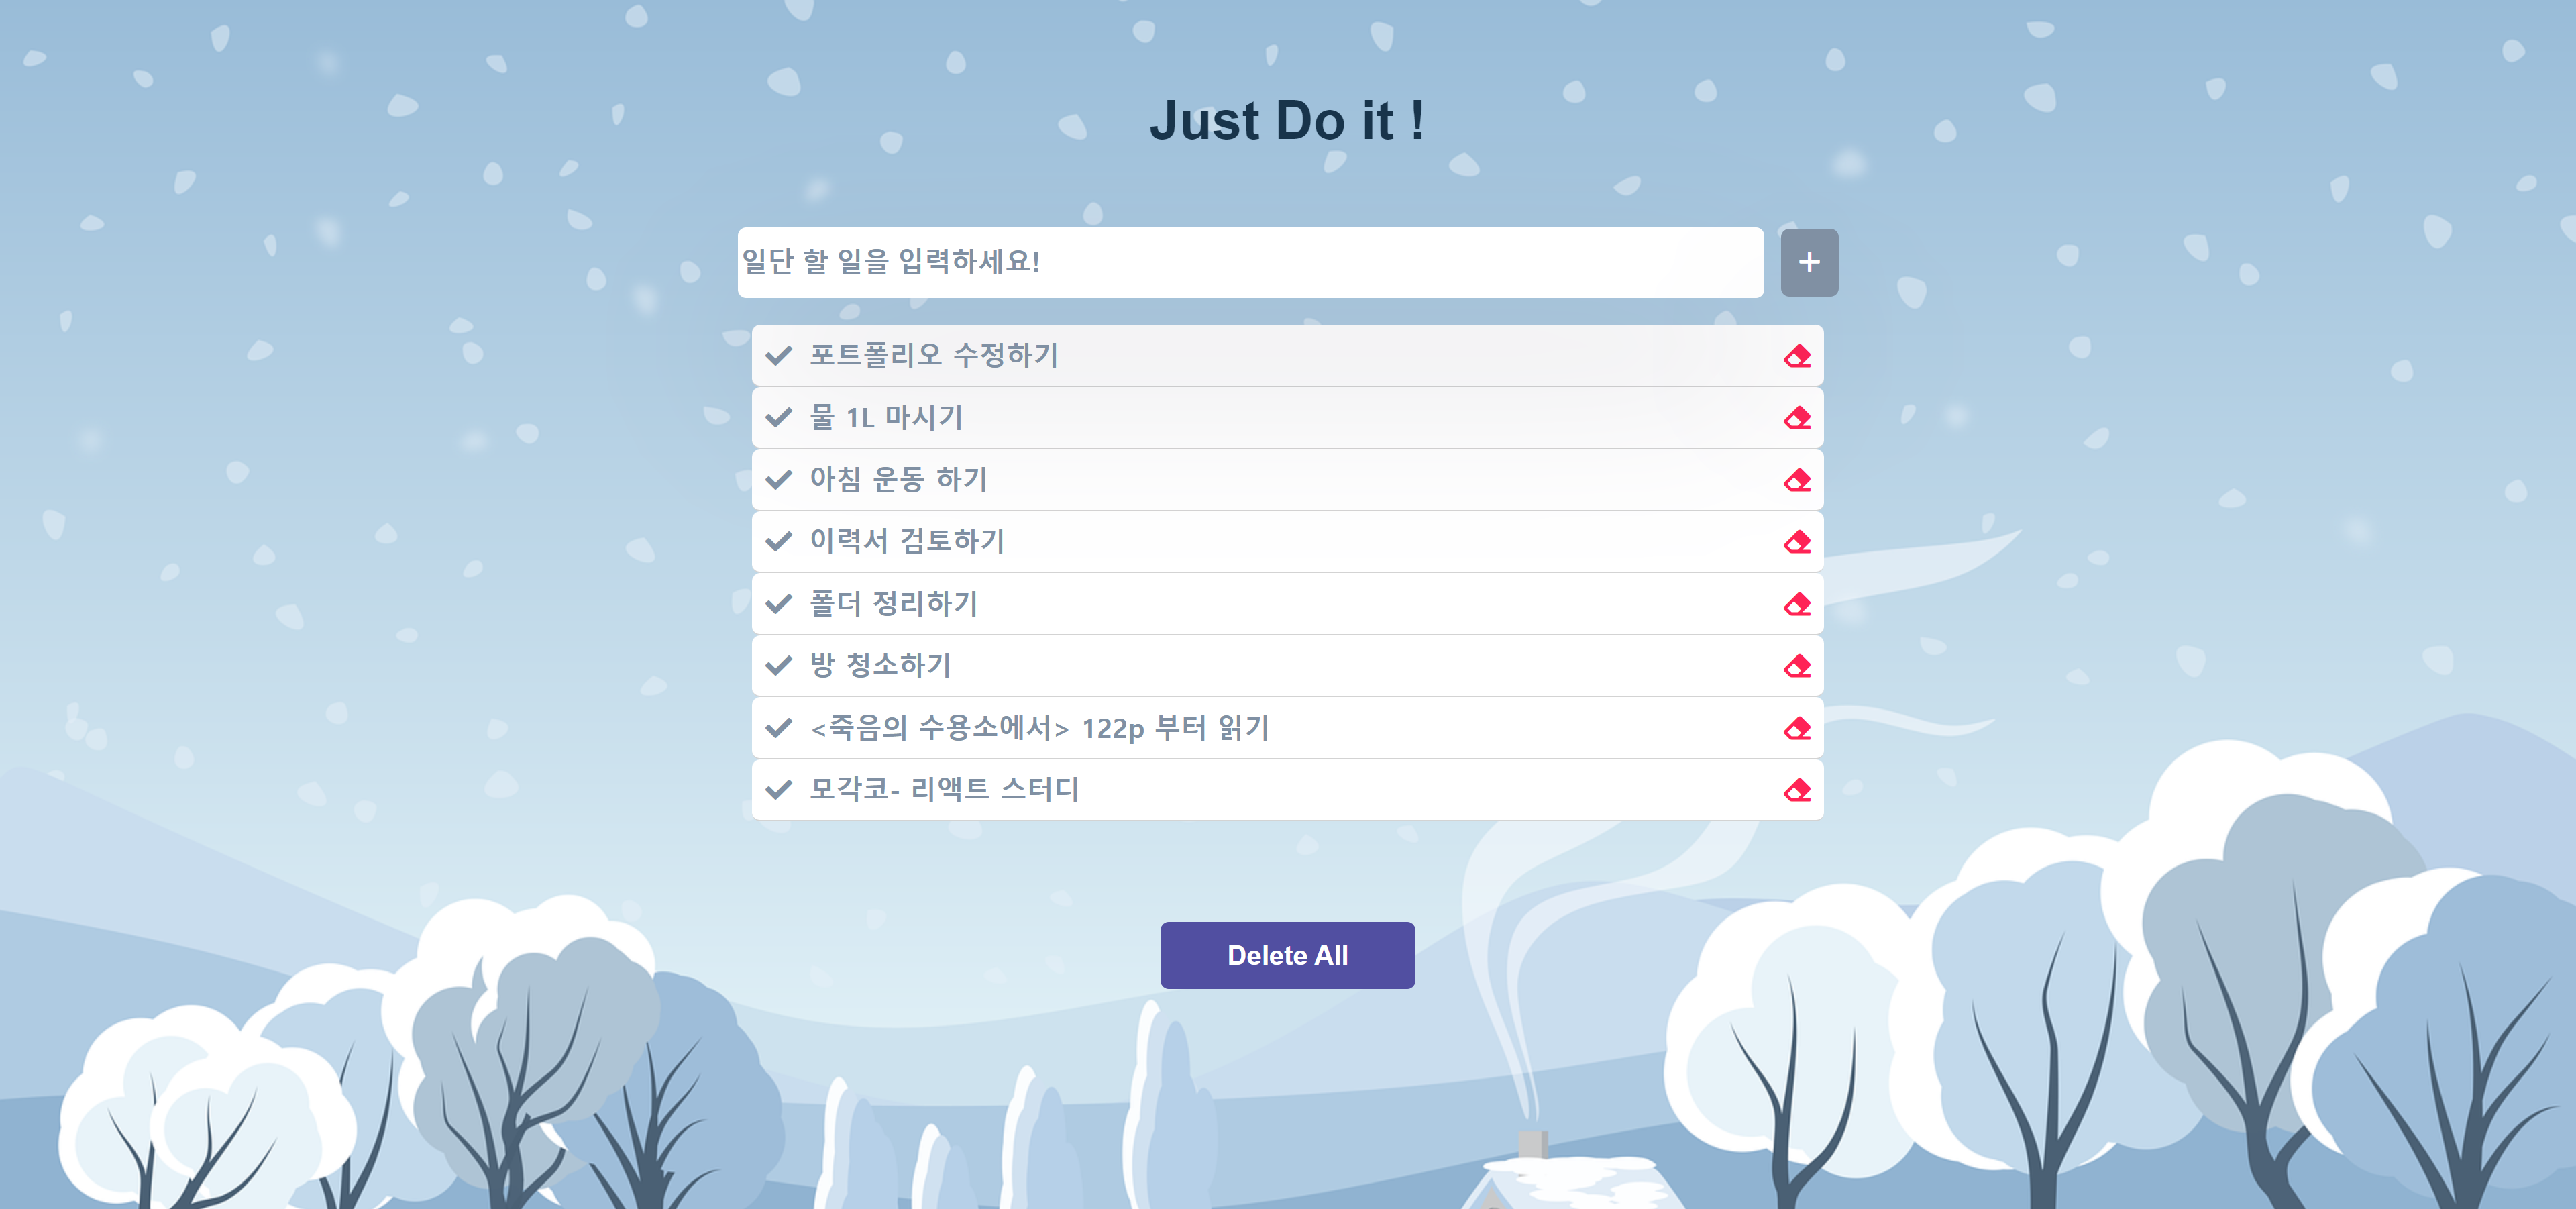 Just Do it !
일단 할 일을 입력하세요!
+
포트폴리오 수정하기
물 1L 마시기
아침 운동 하기
이력서 검토하기
폴더 정리하기
방 청소하기
<죽음의 수용소에서> 122p 부터 읽기
모각코- 리액트 스터디
Delete All